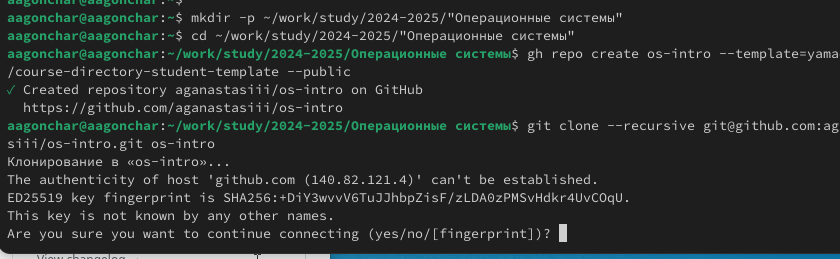 aagonchar@aagonchar:~$
aagonchar@aagonchar:~$ mkdir -p ~/work/study/2024-2025/"Операционные системы"
aagonchar@aagonchar:~$ cd ~/work/study/2024-2025/"Операционные системы"
aagonchar@aagonchar:~/work/study/2024-2025/Операционные системы$ gh repo create os-intro --template=yama
/course-directory-student-template --public
✓ Created repository aganastasiii/os-intro on GitHub
https://github.com/aganastasiii/os-intro
aagonchar@aagonchar:~/work/study/2024-2025/Операционные системы$ git clone --recursive git@github.com:ag
siii/os-intro.git os-intro
Клонирование в «os-intro»...
The authenticity of host 'github.com (140.82.121.4)' can't be established.
ED25519 key fingerprint is SHA256:+DiY3wvvV6TuJJhbpZisF/zLDA0zPMSvHdkr4UvCOqU.
This key is not known by any other names.
Are you sure you want to continue connecting (yes/no/[fingerprint])?
View changelog